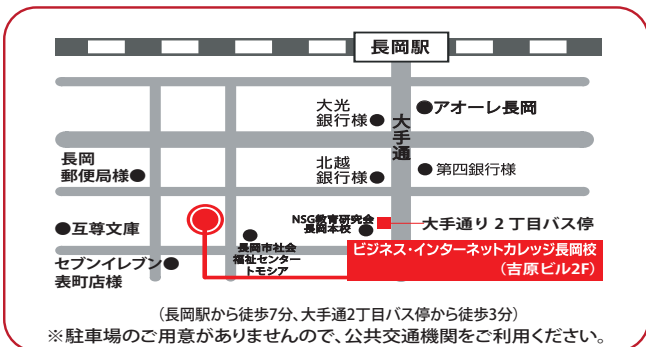 長岡駅
大光
銀行様
アオーレ長岡
大手通
長岡
郵便局様
北越
銀行様
第四銀行様
互尊文庫
NSG教育研究会
長岡本校
大手通り2丁目バス停
長岡市社会
福祉センター
トモシア
ビジネス・インターネットカレッジ長岡校
(吉原ビル2F)
セブンイレブン
表町店様
(長岡駅から徒歩7分、大手通2丁目バス停から徒歩3分)
※駐車場のご用意がありませんので、公共交通機関をご利用ください。